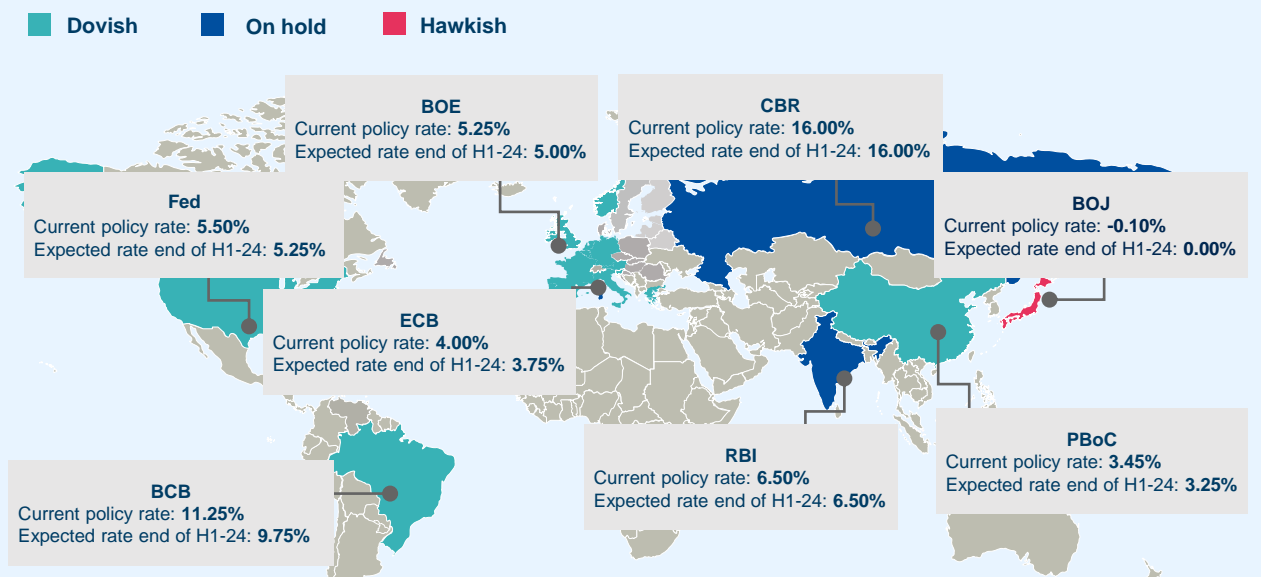 Dovish
On hold
Hawkish
BOE
Current policy rate: 5.25%
Expected rate end of H1-24: 5.00%
CBR
Current policy rate: 16.00%
Expected rate end of H1-24: 16.00%
Fed
Current policy rate: 5.50%
Expected rate end of H1-24: 5.25%
BOJ
Current policy rate: -0.10%
Expected rate end of H1-24: 0.00%
ECB
Current policy rate: 4.00%
Expected rate end of H1-24: 3.75%
PBoC
Current policy rate: 3.45%
Expected rate end of H1-24: 3.25%
RBI
Current policy rate: 6.50%
Expected rate end of H1-24: 6.50%
BCB
Current policy rate: 11.25%
Expected rate end of H1-24: 9.75%